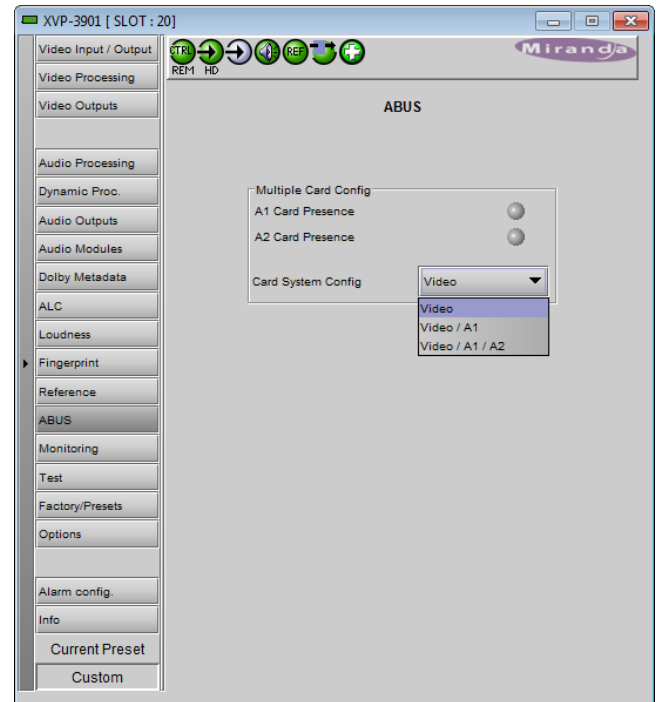 XVP-3901 [ SLOT : 20]
Video Input / Output
Video Processing
Video Outputs
Audio Processing
Dynamic Proc.
Audio Outputs
Audio Modules
Dolby Metadata
ALC
Loudness
Fingerprint
Reference
ABUS
Monitoring
Test
Factory/Presets
Options
Alarm config.
Info
Current Preset
Custom
CTRL REF
REM HD
Miranda
ABUS
Multiple Card Config
A1 Card Presence
A2 Card Presence
Card System Config Video
Video
Video / A1
Video / A1 / A2